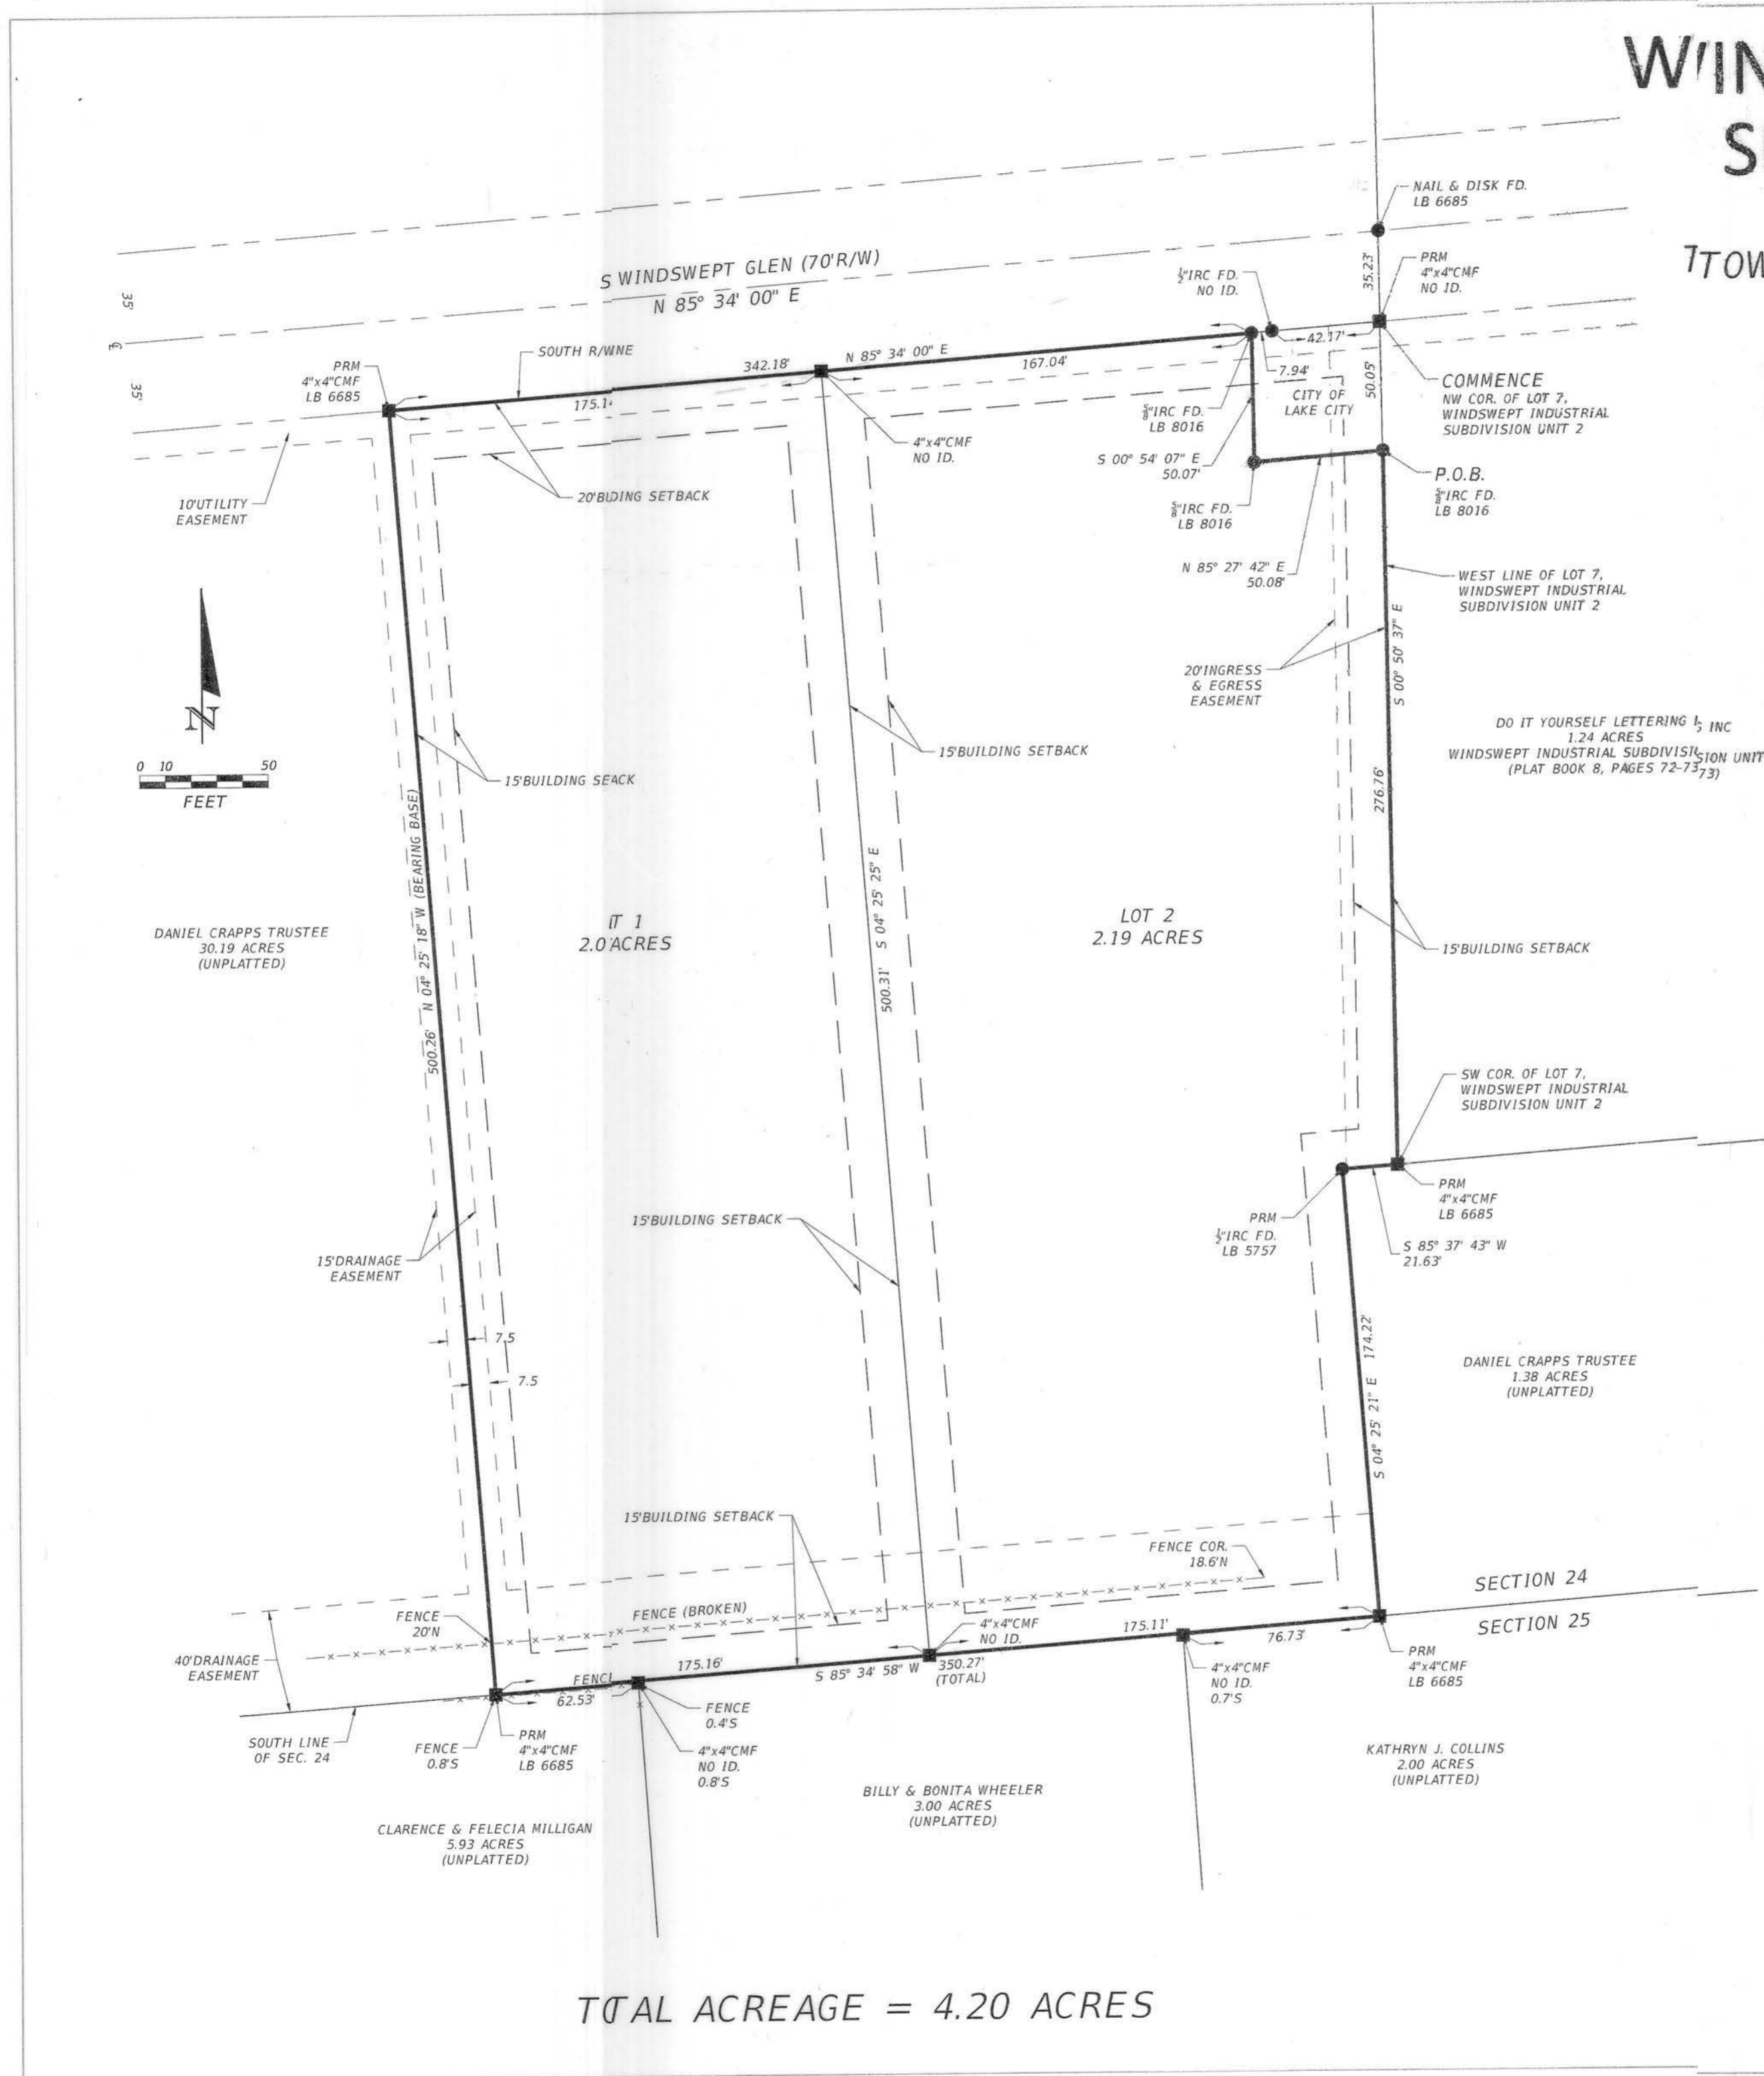 WIN
S
NAIL & DISK FD.
LB 6685
35.23'
PRM
4"x4"CMF
NO ID.
½"IRC FD.
NO ID.
S WINDSWEPT GLEN (70'R/W)
N 85° 34' 00" E
35'
35'
SOUTH R/W
PRM
4"x4"CMF
LB 6685
342.18'
N 85° 34' 00" E
167.04'
42.17'
7.94'
50.05'
175.1
CITY OF
LAKE CITY
COMMENCE
NW COR. OF LOT 7,
WINDSWEPT INDUSTRIAL
SUBDIVISION UNIT 2
⅝"IRC FD.
LB 8016
4"x4"CMF
NO ID.
S 00° 54' 07" E
50.07'
P.O.B.
⅝"IRC FD.
LB 8016
10'UTILITY
EASEMENT
20'BUDING SETBACK
⅝"IRC FD.
LB 8016
N 85° 27' 42" E
50.08'
WEST LINE OF LOT 7,
WINDSWEPT INDUSTRIAL
SUBDIVISION UNIT 2
S 00° 50' 37" E
276.76'
20'INGRESS
& EGRESS
EASEMENT
N
0 10 50
FEET
DO IT YOURSELF LETTERING INC
1.24 ACRES
WINDSWEPT INDUSTRIAL SUBDIVISION UNIT
(PLAT BOOK 8, PAGES 72-73)
15'BUILDING SEACK
15'BUILDING SETBACK
500.26' N 04° 25' 18" W (BEARING BASE)
500.31' S 04° 25' 25" E
DANIEL CRAPPS TRUSTEE
30.19 ACRES
(UNPLATTED)
T 1
2.0 ACRES
LOT 2
2.19 ACRES
15'BUILDING SETBACK
SW COR. OF LOT 7,
WINDSWEPT INDUSTRIAL
SUBDIVISION UNIT 2
PRM
4"x4"CMF
LB 6685
15'BUILDING SETBACK
PRM
½"IRC FD.
LB 5757
S 85° 37' 43" W
21.63'
15'DRAINAGE
EASEMENT
7.5
7.5
S 04° 25' 21" E 174.22'
DANIEL CRAPPS TRUSTEE
1.38 ACRES
(UNPLATTED)
15'BUILDING SETBACK
FENCE COR.
18.6'N
SECTION 24
SECTION 25
FENCE
20'N
FENCE (BROKEN)
4"x4"CMF
NO ID.
175.11'
76.73'
40'DRAINAGE
EASEMENT
FENC
62.53'
175.16'
S 85° 34' 58" W
350.27'
(TOTAL)
4"x4"CMF
NO ID.
0.7'S
PRM
4"x4"CMF
LB 6685
SOUTH LINE
OF SEC. 24
FENCE
0.8'S
PRM
4"x4"CMF
LB 6685
FENCE
0.4'S
4"x4"CMF
NO ID.
0.8'S
BILLY & BONITA WHEELER
3.00 ACRES
(UNPLATTED)
KATHRYN J. COLLINS
2.00 ACRES
(UNPLATTED)
CLARENCE & FELECIA MILLIGAN
5.93 ACRES
(UNPLATTED)
TOTAL ACREAGE = 4.20 ACRES